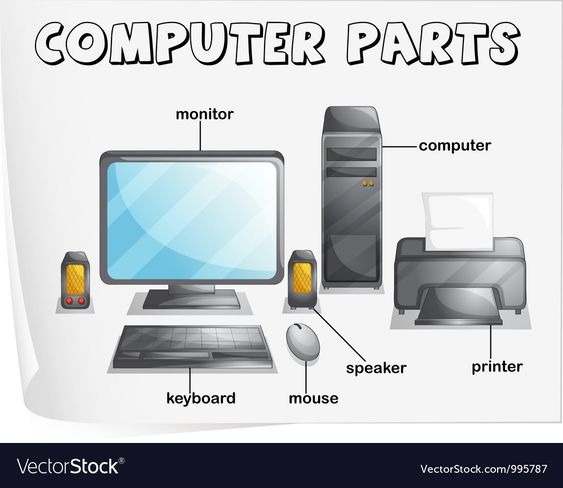 COMPUTER PARTS
monitor
computer
speaker
printer
keyboard
mouse
VectorStock®
VectorStock.com/995787